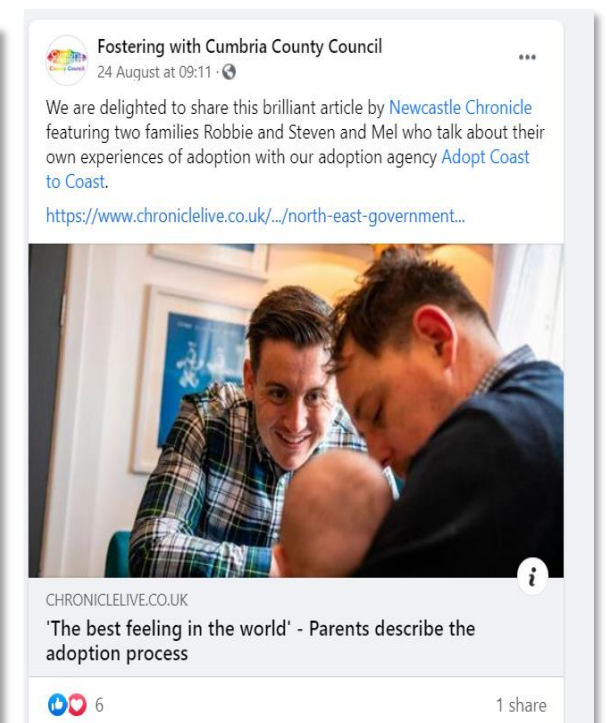 Fostering with Cumbria County Council
24 August at 09:11 ·
We are delighted to share this brilliant article by Newcastle Chronicle
featuring two families Robbie and Steven and Mel who talk about their
own experiences of adoption with our adoption agency Adopt Coast
to Coast.
https://www.chroniclelive.co.uk/.../north-east-government...
CHRONICLELIVE.CO.UK
'The best feeling in the world' - Parents describe the
adoption process
6
1 share